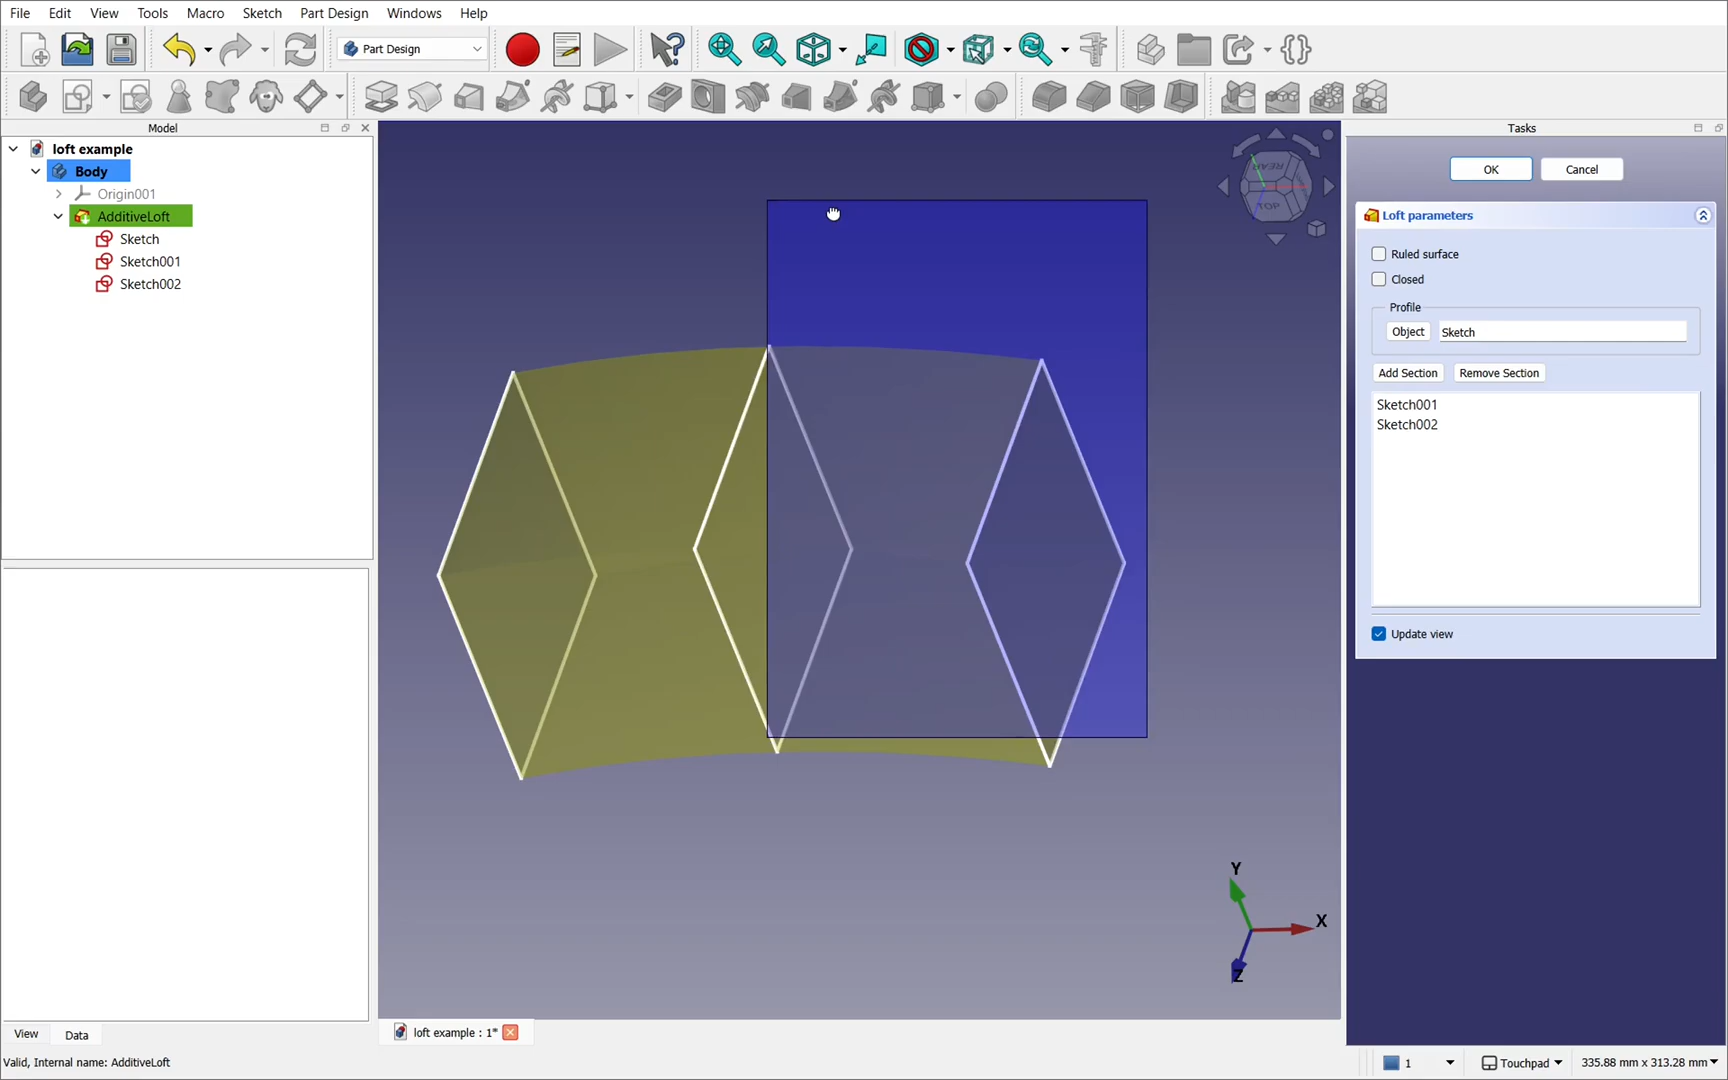 File Edit View Tools Macro Sketch Part Design Windows Help
Part Design
Model
loft example
Body
Origin001
AdditiveLoft
Sketch
Sketch001
Sketch002
REAR
TOP
Y
X
Z
Tasks
OK Cancel
Loft parameters
Ruled surface
Closed
Profile
Object Sketch
Add Section Remove Section
Sketch001
Sketch002
Update view
View Data
loft example : 1*
Valid, Internal name: AdditiveLoft
1 Touchpad 335.88 mm x 313.28 mm